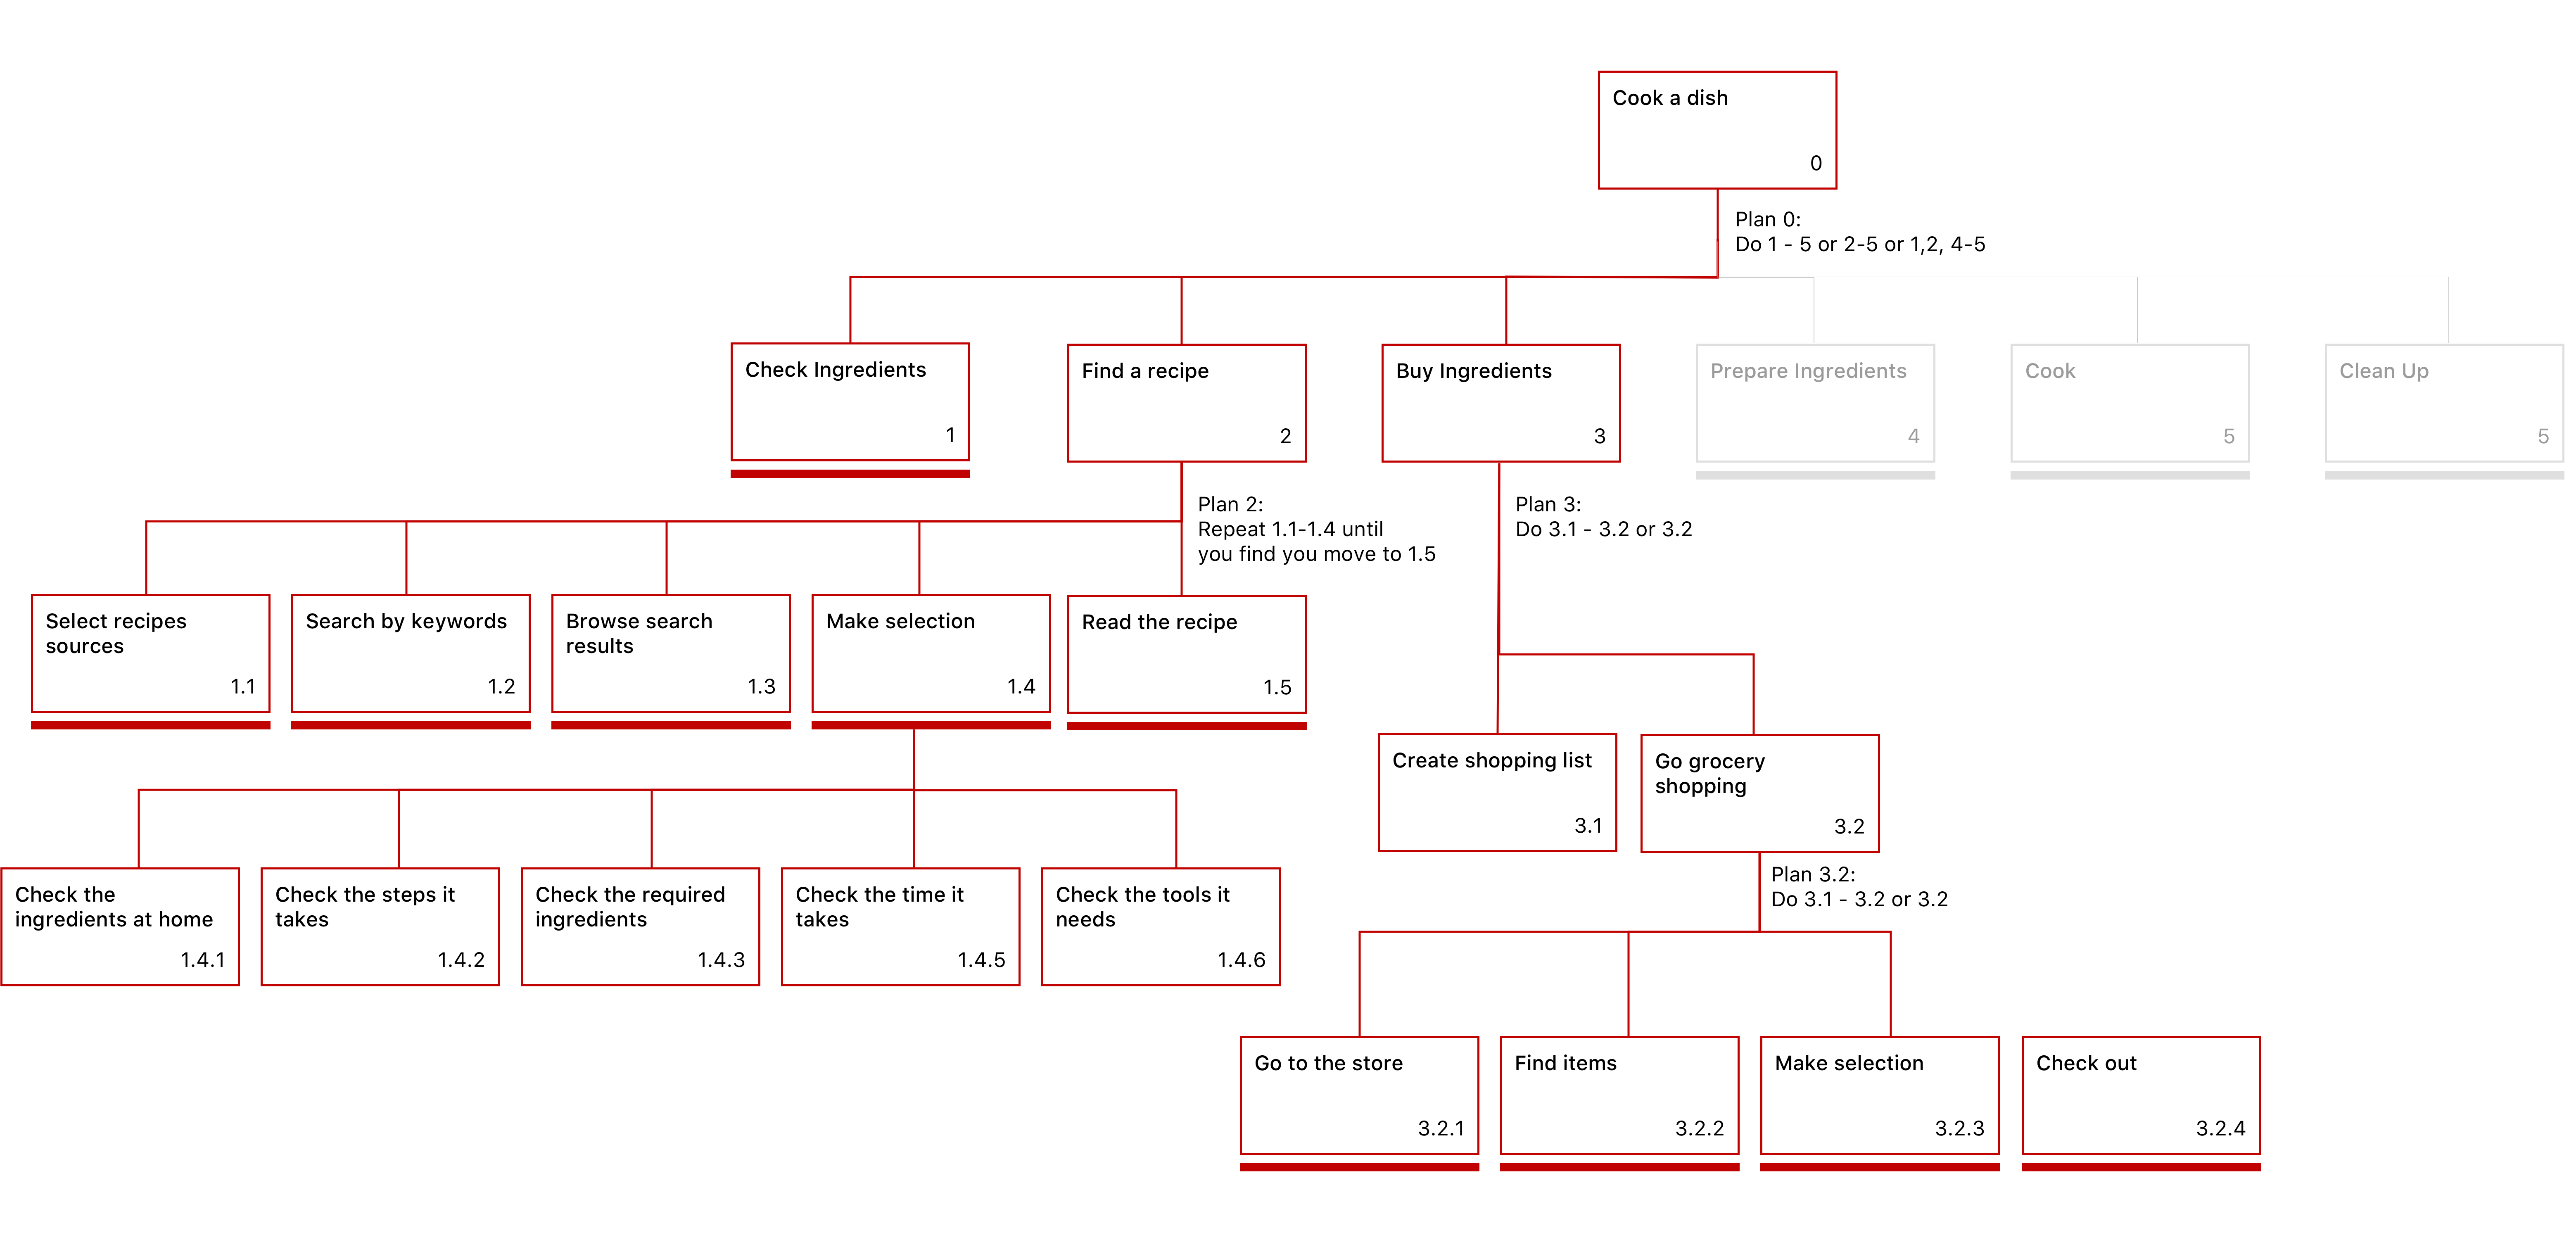 Cook a dish
0
Plan 0:
Do 1 - 5 or 2-5 or 1,2, 4-5
Check Ingredients
1
Find a recipe
2
Buy Ingredients
3
Prepare Ingredients
4
Cook
5
Clean Up
5
Plan 2:
Repeat 1.1-1.4 until
you find you move to 1.5
Plan 3:
Do 3.1 - 3.2 or 3.2
Select recipes
sources
1.1
Search by keywords
1.2
Browse search
results
1.3
Make selection
1.4
Read the recipe
1.5
Create shopping list
3.1
Go grocery
shopping
3.2
Plan 3.2:
Do 3.1 - 3.2 or 3.2
Check the
ingredients at home
1.4.1
Check the steps it
takes
1.4.2
Check the required
ingredients
1.4.3
Check the time it
takes
1.4.5
Check the tools it
needs
1.4.6
Go to the store
3.2.1
Find items
3.2.2
Make selection
3.2.3
Check out
3.2.4